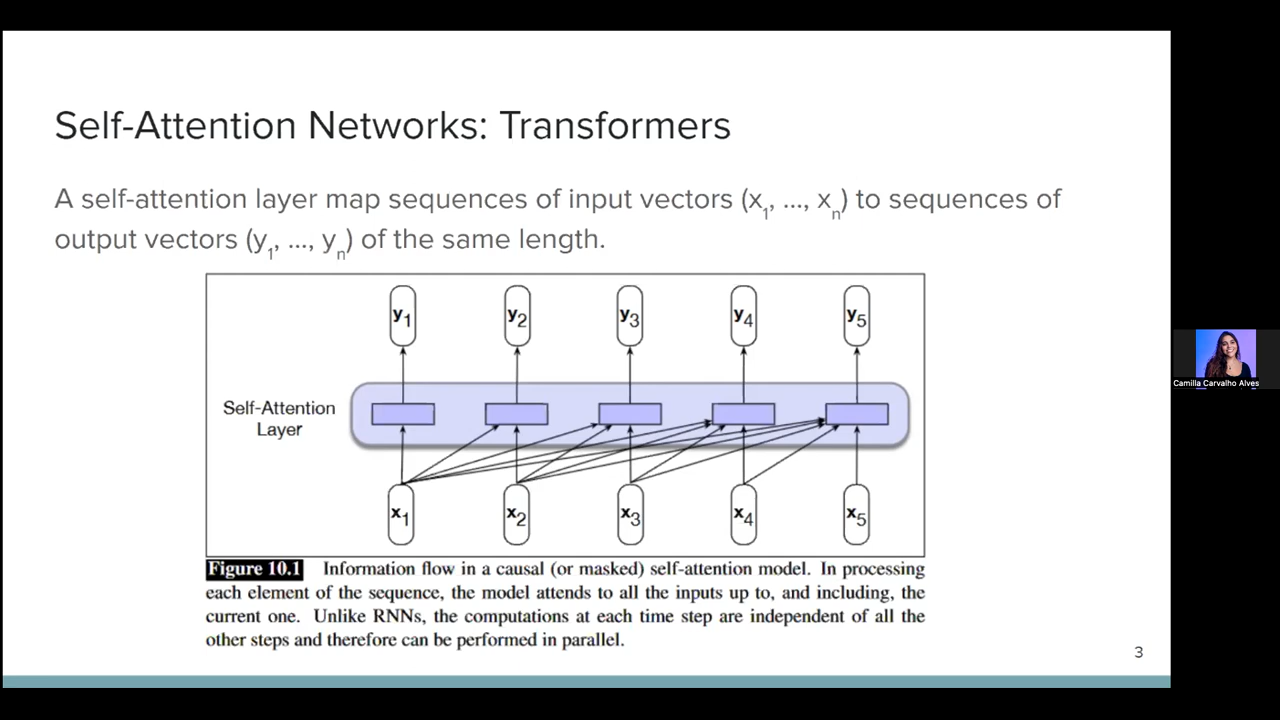 Self-Attention Networks: Transformers
A self-attention layer map sequences of input vectors (x1, ..., xn) to sequences of
output vectors (y1, ..., yn) of the same length.
y1 y2 y3 y4 y5
Self-Attention
Layer
x1 x2 x3 x4 x5
Figure 10.1 Information flow in a causal (or masked) self-attention model. In processing
each element of the sequence, the model attends to all the inputs up to, and including, the
current one. Unlike RNNs, the computations at each time step are independent of all the
other steps and therefore can be performed in parallel.
3
Camilla Carvalho Alves